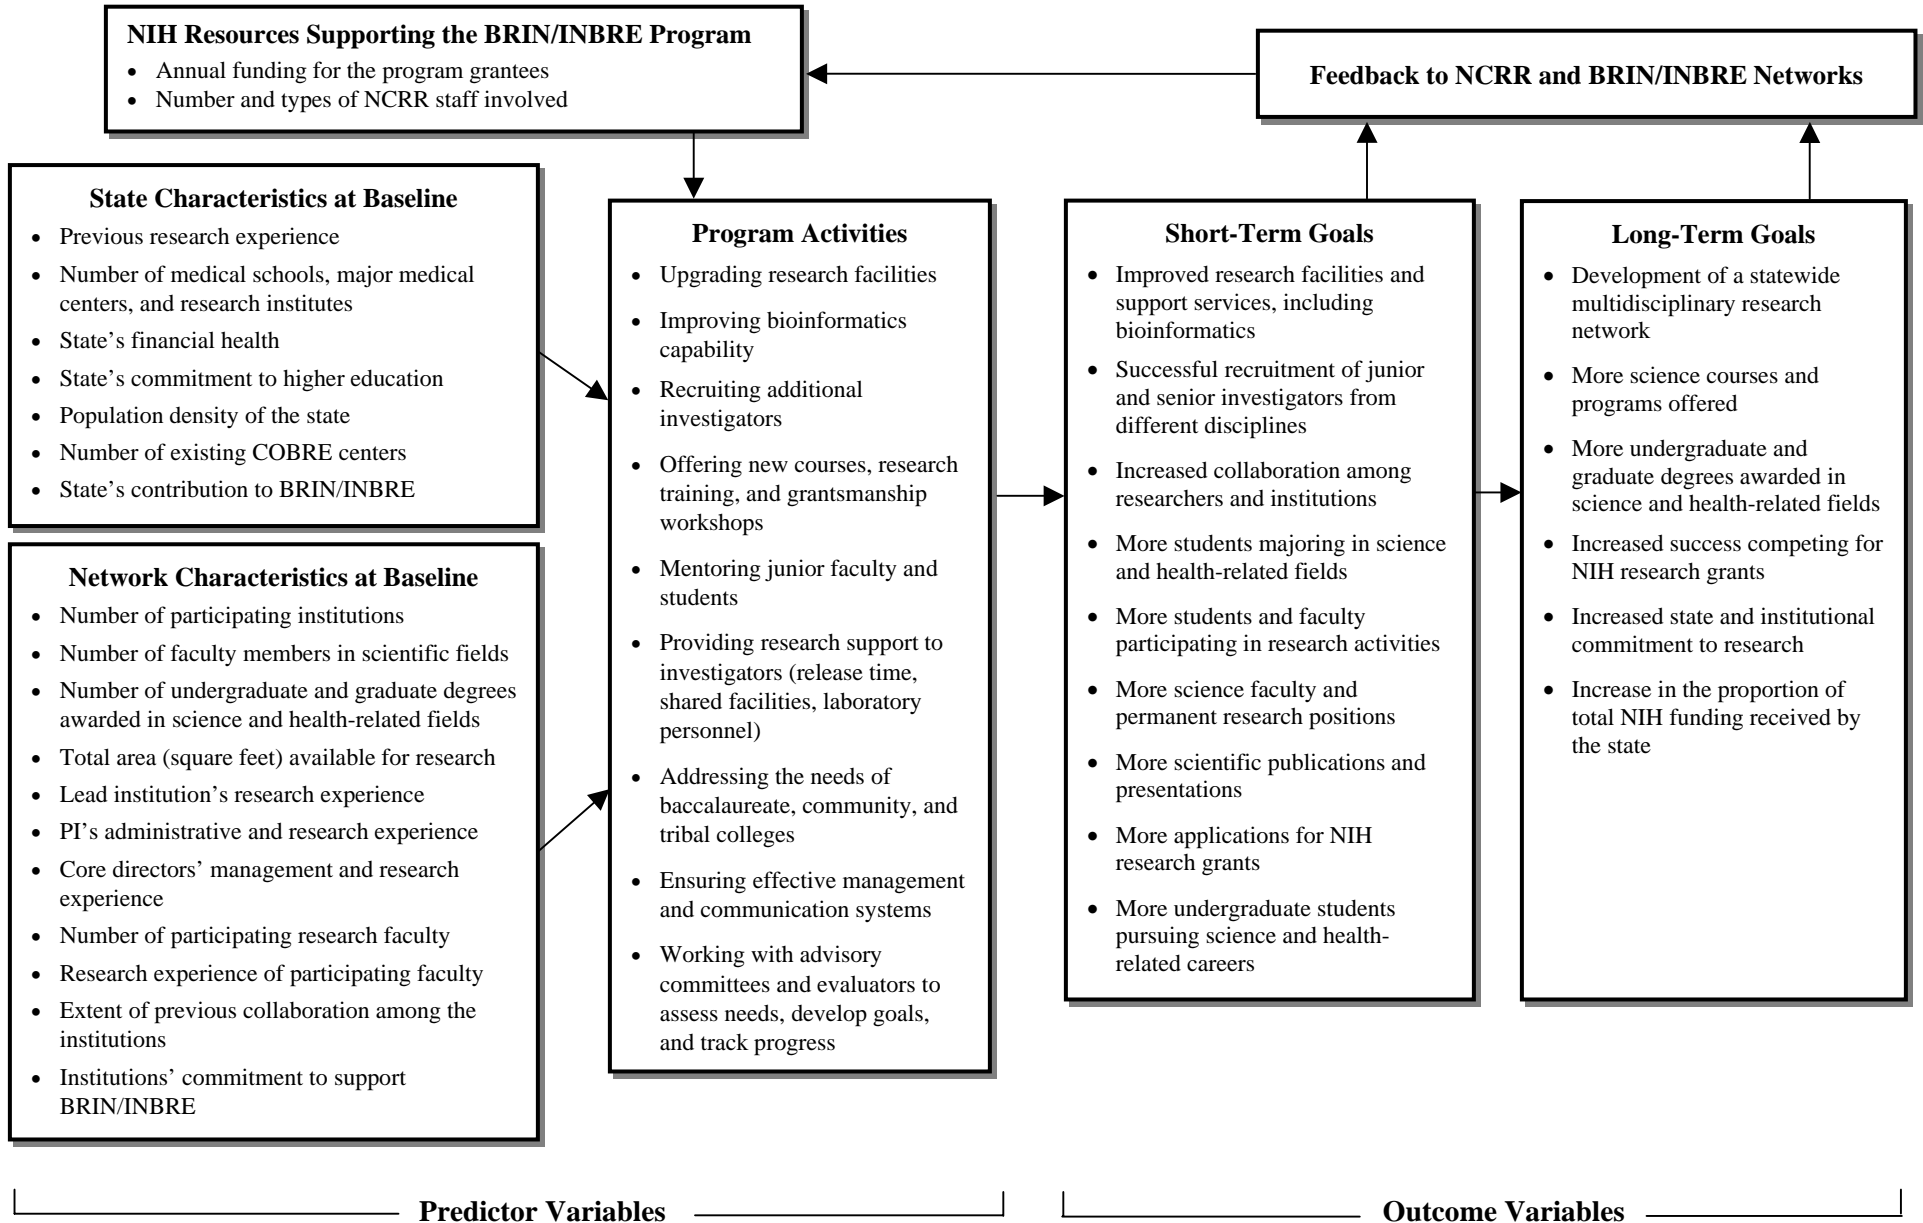 NIH Resources Supporting the BRIN/INBRE Program
• Annual funding for the program grantees
• Number and types of NCRR staff involved
Feedback to NCRR and BRIN/INBRE Networks
State Characteristics at Baseline
• Previous research experience
• Number of medical schools, major medical
centers, and research institutes
• State’s financial health
• State’s commitment to higher education
• Population density of the state
• Number of existing COBRE centers
• State’s contribution to BRIN/INBRE
Network Characteristics at Baseline
• Number of participating institutions
• Number of faculty members in scientific fields
• Number of undergraduate and graduate degrees
awarded in science and health-related fields
• Total area (square feet) available for research
• Lead institution’s research experience
• PI’s administrative and research experience
• Core directors’ management and research
experience
• Number of participating research faculty
• Research experience of participating faculty
• Extent of previous collaboration among the
institutions
• Institutions’ commitment to support
BRIN/INBRE
Program Activities
• Upgrading research facilities
• Improving bioinformatics
capability
• Recruiting additional
investigators
• Offering new courses, research
training, and grantsmanship
workshops
• Mentoring junior faculty and
students
• Providing research support to
investigators (release time,
shared facilities, laboratory
personnel)
• Addressing the needs of
baccalaureate, community, and
tribal colleges
• Ensuring effective management
and communication systems
• Working with advisory
committees and evaluators to
assess needs, develop goals,
and track progress
Short-Term Goals
• Improved research facilities and
support services, including
bioinformatics
• Successful recruitment of junior
and senior investigators from
different disciplines
• Increased collaboration among
researchers and institutions
• More students majoring in science
and health-related fields
• More students and faculty
participating in research activities
• More science faculty and
permanent research positions
• More scientific publications and
presentations
• More applications for NIH
research grants
• More undergraduate students
pursuing science and health-
related careers
Long-Term Goals
• Development of a statewide
multidisciplinary research
network
• More science courses and
programs offered
• More undergraduate and
graduate degrees awarded in
science and health-related fields
• Increased success competing for
NIH research grants
• Increased state and institutional
commitment to research
• Increase in the proportion of
total NIH funding received by
the state
Predictor Variables
Outcome Variables